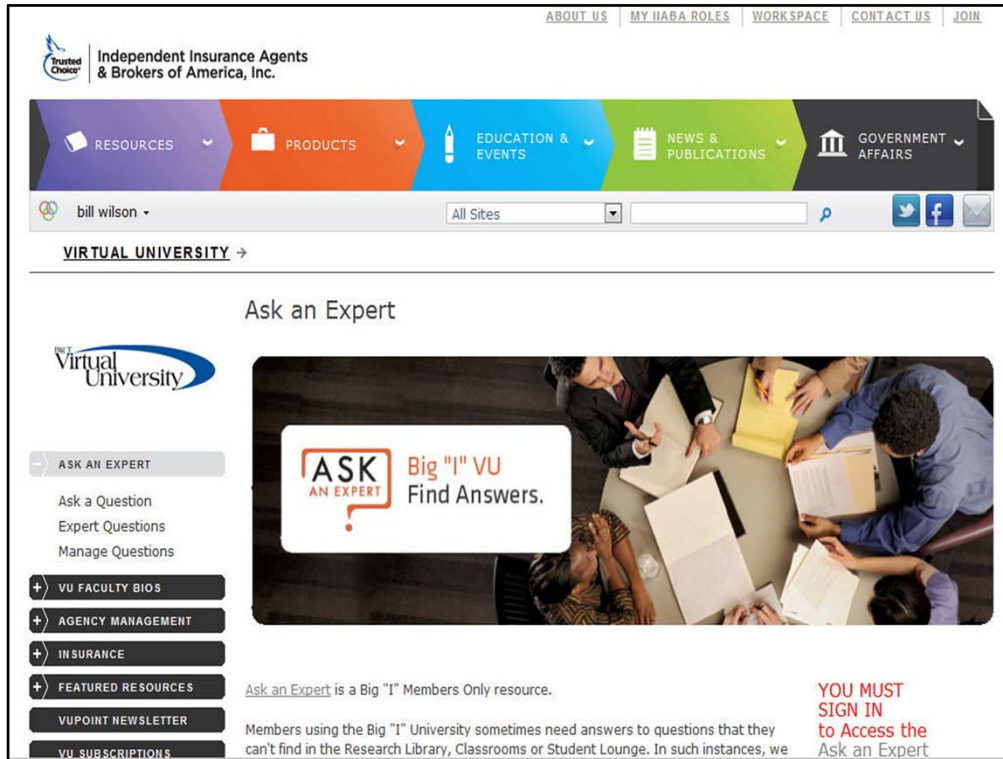 ABOUT US MY IIABA ROLES WORKSPACE CONTACT US JOIN
Trusted
Choice®
Independent Insurance Agents
& Brokers of America, Inc.
RESOURCES
PRODUCTS
EDUCATION &
EVENTS
NEWS &
PUBLICATIONS
GOVERNMENT
AFFAIRS
bill wilson
All Sites
VIRTUAL UNIVERSITY →
Ask an Expert
Big "I"
Virtual
University
ASK AN EXPERT
Ask a Question
Expert Questions
Manage Questions
+ VU FACULTY BIOS
+ AGENCY MANAGEMENT
+ INSURANCE
+ FEATURED RESOURCES
VUPOINT NEWSLETTER
VU SUBSCRIPTIONS
ASK
AN EXPERT
Big "I" VU
Find Answers.
Ask an Expert is a Big "I" Members Only resource.
Members using the Big "I" University sometimes need answers to questions that they
can't find in the Research Library, Classrooms or Student Lounge. In such instances, we
YOU MUST
SIGN IN
to Access the
Ask an Expert